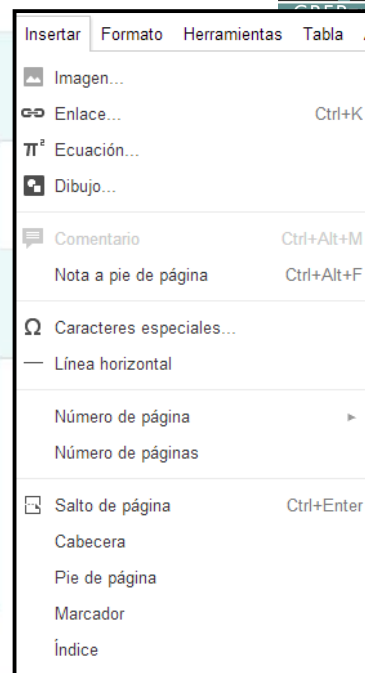 Insertar Formato Herramientas Tabla
Imagen...
Enlace... Ctrl+K
π² Ecuación...
Dibujo...
Comentario Ctrl+Alt+M
Nota a pie de página Ctrl+Alt+F
Ω Caracteres especiales...
Línea horizontal
Número de página
Número de páginas
Salto de página Ctrl+Enter
Cabecera
Pie de página
Marcador
Índice